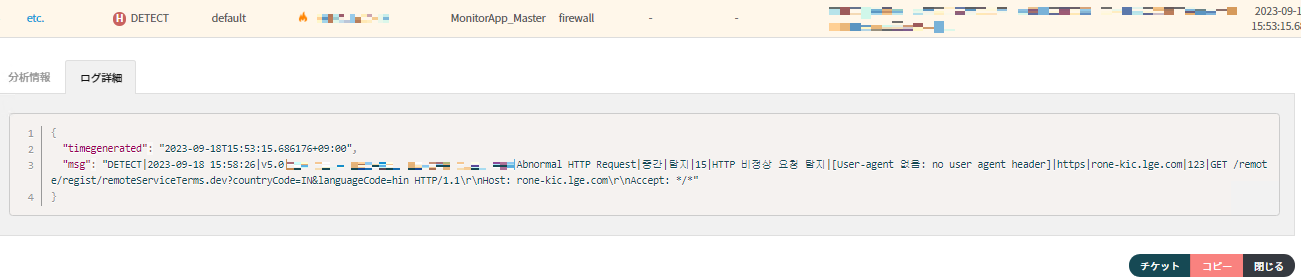 etc. H DETECT default MonitorApp_Master firewall - - 2023-09-1
15:53:15.68
分析情報 ログ詳細
1 {
2 "timegenerated": "2023-09-18T15:53:15.686176+09:00",
3 "msg": "DETECT|2023-09-18 15:58:26|v5.0| |Abnormal HTTP Request|중간|탐지|15|HTTP 비정상 요청 탐지|[User-agent 없음: no user agent header]|https|rone-kic.lge.com|123|GET /remot
e/regist/remoteServiceTerms.dev?countryCode=IN&languageCode=hin HTTP/1.1\r\nHost: rone-kic.lge.com\r\nAccept: */*"
4 }
チケット コピー 閉じる